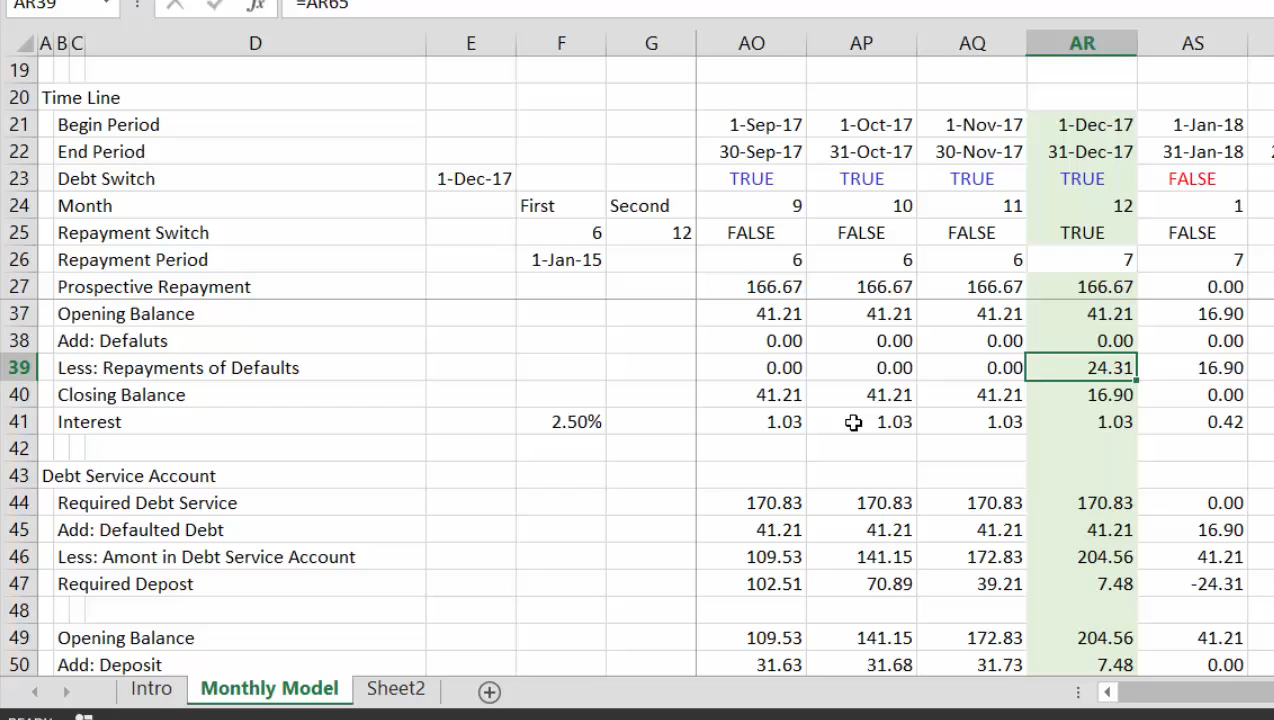 AR39 fx =AR65
A B C D E F G AO AP AQ AR AS
19
20 Time Line
21 Begin Period 1-Sep-17 1-Oct-17 1-Nov-17 1-Dec-17 1-Jan-18
22 End Period 30-Sep-17 31-Oct-17 30-Nov-17 31-Dec-17 31-Jan-18
23 Debt Switch 1-Dec-17 TRUE TRUE TRUE TRUE FALSE
24 Month First Second 9 10 11 12 1
25 Repayment Switch 6 12 FALSE FALSE FALSE TRUE FALSE
26 Repayment Period 1-Jan-15 6 6 6 7 7
27 Prospective Repayment 166.67 166.67 166.67 166.67 0.00
37 Opening Balance 41.21 41.21 41.21 41.21 16.90
38 Add: Defaluts 0.00 0.00 0.00 0.00 0.00
39 Less: Repayments of Defaults 0.00 0.00 0.00 24.31 16.90
40 Closing Balance 41.21 41.21 41.21 16.90 0.00
41 Interest 2.50% 1.03 1.03 1.03 1.03 0.42
42
43 Debt Service Account
44 Required Debt Service 170.83 170.83 170.83 170.83 0.00
45 Add: Defaulted Debt 41.21 41.21 41.21 41.21 16.90
46 Less: Amont in Debt Service Account 109.53 141.15 172.83 204.56 41.21
47 Required Depost 102.51 70.89 39.21 7.48 -24.31
48
49 Opening Balance 109.53 141.15 172.83 204.56 41.21
50 Add: Deposit 31.63 31.68 31.73 7.48 0.00
Intro Monthly Model Sheet2